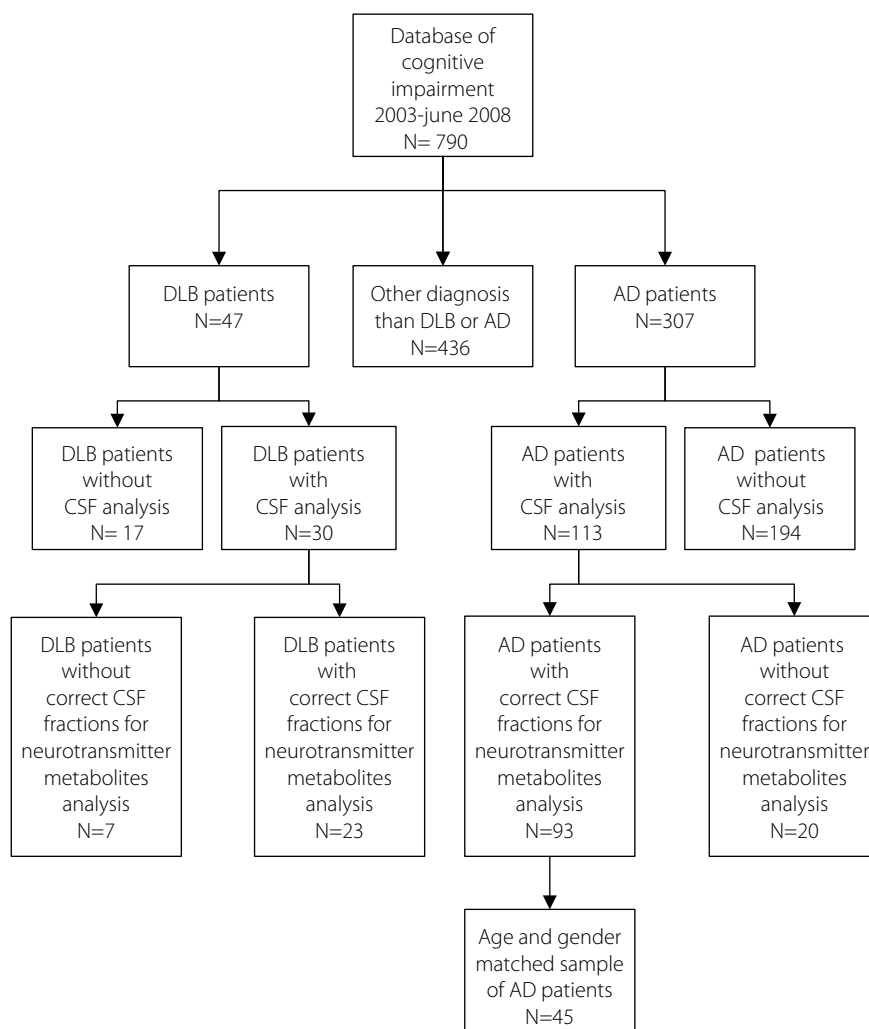 Database of
cognitive
impairment
2003-june 2008
N= 790
DLB patients
N=47
Other diagnosis
than DLB or AD
N=436
AD patients
N=307
DLB patients
without
CSF analysis
N= 17
DLB patients
with
CSF analysis
N=30
AD patients
with
CSF analysis
N=113
AD patients
without
CSF analysis
N=194
DLB patients
without
correct CSF
fractions for
neurotransmitter
metabolites
analysis
N=7
DLB patients
with
correct CSF
fractions for
neurotransmitter
metabolites
analysis
N=23
AD patients
with
correct CSF
fractions for
neurotransmitter
metabolites
analysis
N=93
AD patients
without
correct CSF
fractions for
neurotransmitter
metabolites
analysis
N=20
Age and gender
matched sample
of AD patients
N=45